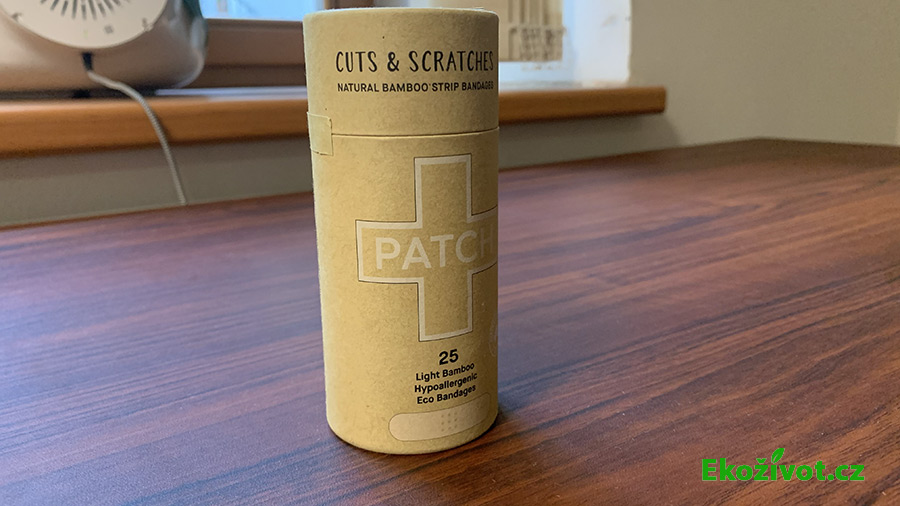 CUTS & SCRATCHES
NATURAL BAMBOO STRIP BANDAGES
PATCH
25
Light Bamboo
Hypoallergenic
Eco Bandages
Ekoživot.cz